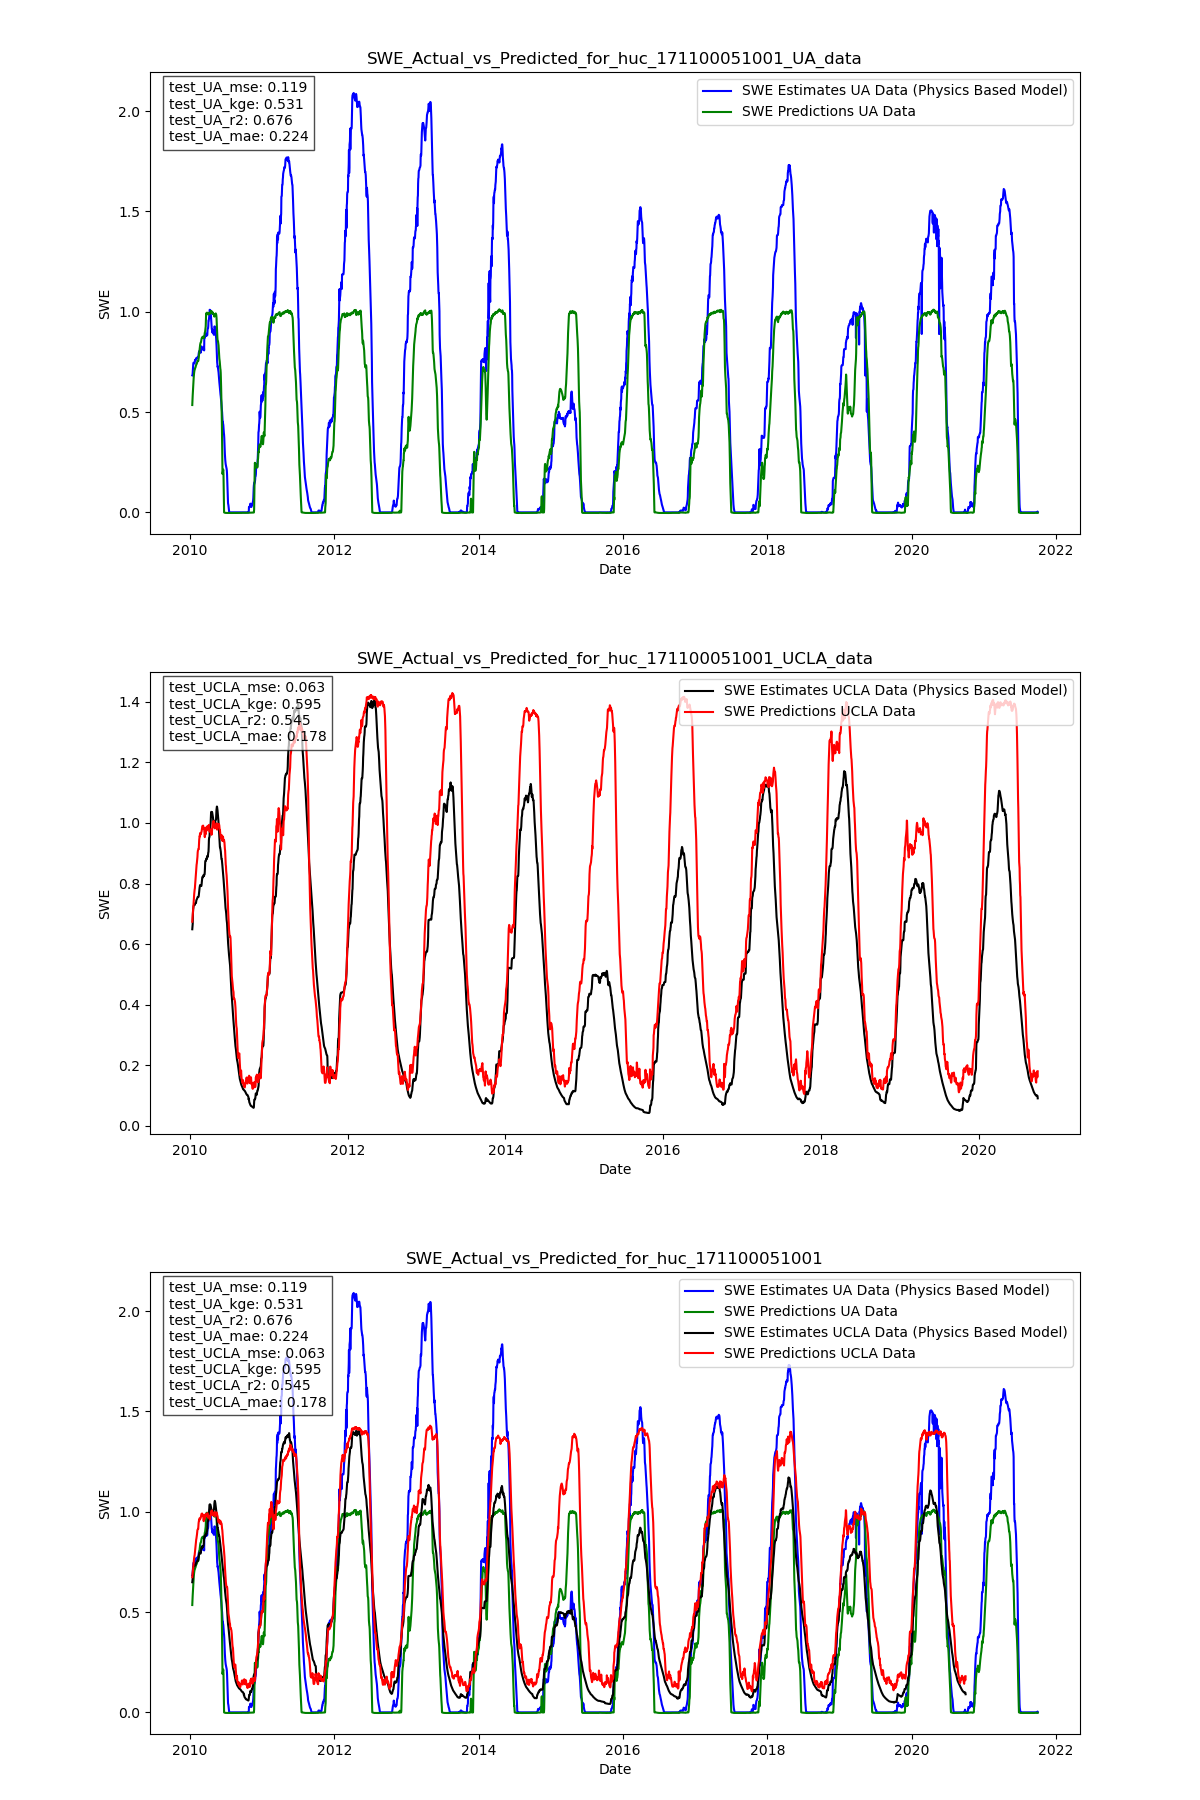 SWE_Actual_vs_Predicted_for_huc_171100051001_UA_data
test_UA_mse: 0.119
test_UA_kge: 0.531
test_UA_r2: 0.676
test_UA_mae: 0.224
SWE Estimates UA Data (Physics Based Model)
SWE Predictions UA Data
2.0
1.5
1.0
0.5
0.0
SWE
2010
2012
2014
2016
2018
2020
2022
Date
SWE_Actual_vs_Predicted_for_huc_171100051001_UCLA_data
test_UCLA_mse: 0.063
test_UCLA_kge: 0.595
test_UCLA_r2: 0.545
test_UCLA_mae: 0.178
SWE Estimates UCLA Data (Physics Based Model)
SWE Predictions UCLA Data
1.4
1.2
1.0
0.8
0.6
0.4
0.2
0.0
SWE
2010
2012
2014
2016
2018
2020
Date
SWE_Actual_vs_Predicted_for_huc_171100051001
test_UA_mse: 0.119
test_UA_kge: 0.531
test_UA_r2: 0.676
test_UA_mae: 0.224
test_UCLA_mse: 0.063
test_UCLA_kge: 0.595
test_UCLA_r2: 0.545
test_UCLA_mae: 0.178
SWE Estimates UA Data (Physics Based Model)
SWE Predictions UA Data
SWE Estimates UCLA Data (Physics Based Model)
SWE Predictions UCLA Data
2.0
1.5
1.0
0.5
0.0
SWE
2010
2012
2014
2016
2018
2020
2022
Date